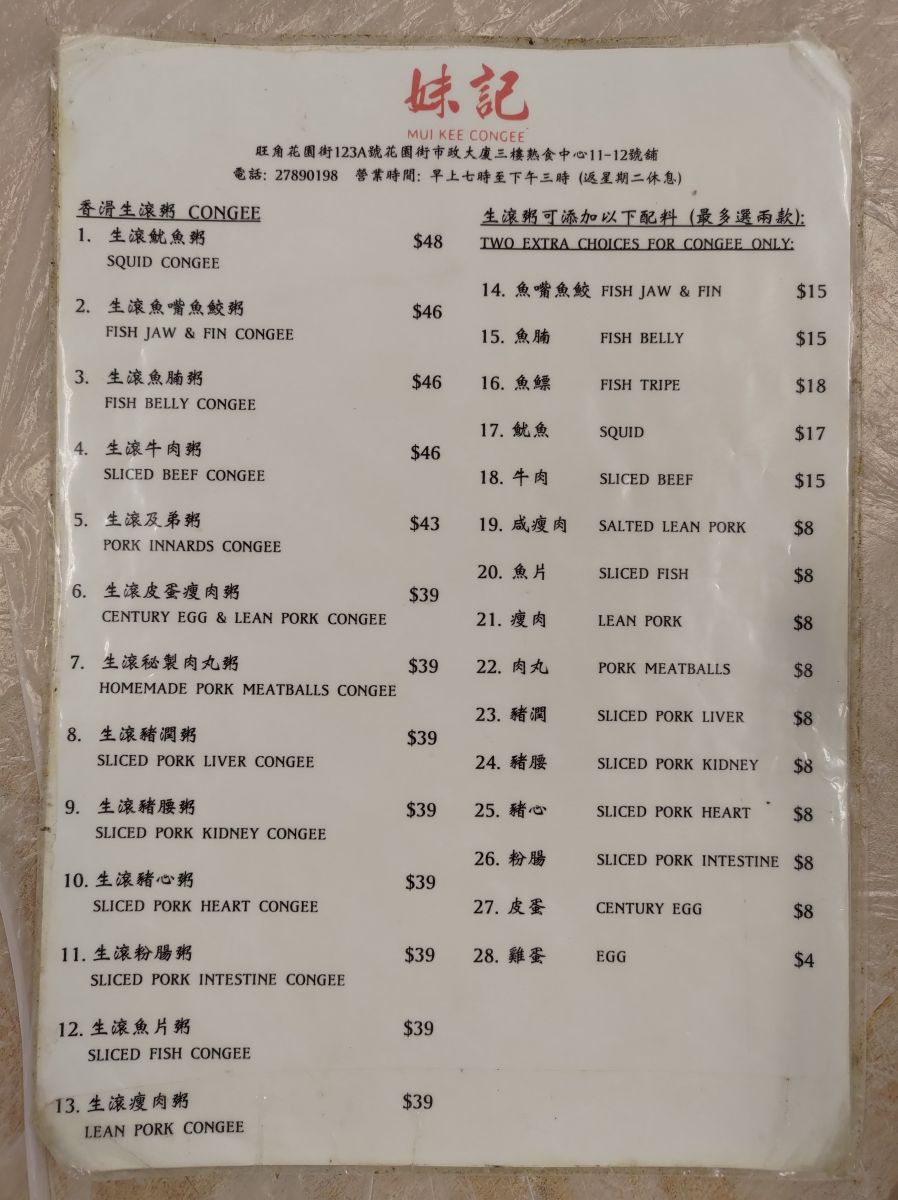 妹記
MUI KEE CONGEE
旺角花園街123A號花園街市政大廈三樓熟食中心11-12號舖
電話: 27890198 營業時間: 早上七時至下午三時 (逢星期二休息)
香滑生滾粥 CONGEE
1. 生滾魷魚粥 $48
SQUID CONGEE
2. 生滾魚嘴魚鮫粥 $46
FISH JAW & FIN CONGEE
3. 生滾魚腩粥 $46
FISH BELLY CONGEE
4. 生滾牛肉粥 $46
SLICED BEEF CONGEE
5. 生滾及弟粥 $43
PORK INNARDS CONGEE
6. 生滾皮蛋瘦肉粥 $39
CENTURY EGG & LEAN PORK CONGEE
7. 生滾秘製肉丸粥 $39
HOMEMADE PORK MEATBALLS CONGEE
8. 生滾豬潤粥 $39
SLICED PORK LIVER CONGEE
9. 生滾豬腰粥 $39
SLICED PORK KIDNEY CONGEE
10. 生滾豬心粥 $39
SLICED PORK HEART CONGEE
11. 生滾粉腸粥 $39
SLICED PORK INTESTINE CONGEE
12. 生滾魚片粥 $39
SLICED FISH CONGEE
13. 生滾瘦肉粥 $39
LEAN PORK CONGEE
生滾粥可添加以下配料 (最多選兩款):
TWO EXTRA CHOICES FOR CONGEE ONLY:
14. 魚嘴魚鮫 FISH JAW & FIN $15
15. 魚腩 FISH BELLY $15
16. 魚鰾 FISH TRIPE $18
17. 魷魚 SQUID $17
18. 牛肉 SLICED BEEF $15
19. 咸瘦肉 SALTED LEAN PORK $8
20. 魚片 SLICED FISH $8
21. 瘦肉 LEAN PORK $8
22. 肉丸 PORK MEATBALLS $8
23. 豬潤 SLICED PORK LIVER $8
24. 豬腰 SLICED PORK KIDNEY $8
25. 豬心 SLICED PORK HEART $8
26. 粉腸 SLICED PORK INTESTINE $8
27. 皮蛋 CENTURY EGG $8
28. 雞蛋 EGG $4